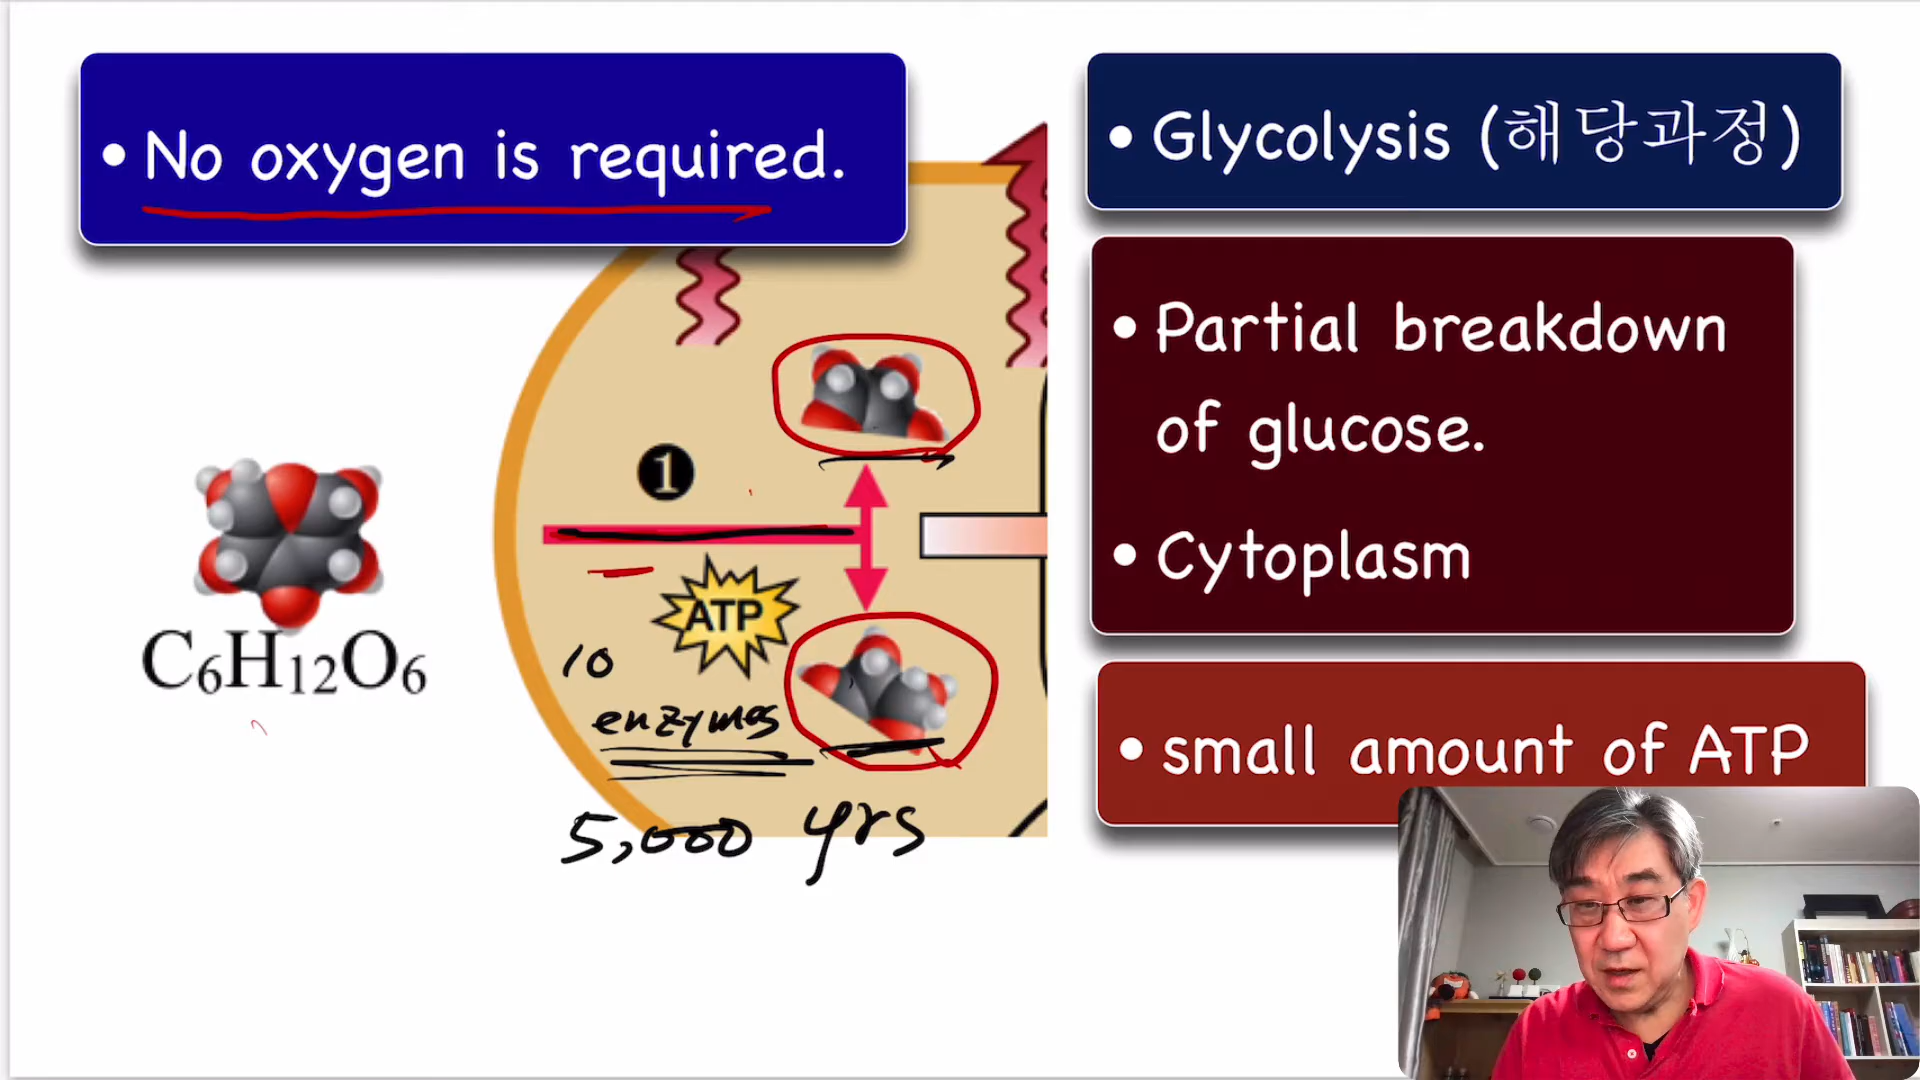 • No oxygen is required.
• Glycolysis (해당과정)
• Partial breakdown
of glucose.
• Cytoplasm
• small amount of ATP
1
ATP
10
enzymes
5,000 yrs
C₆H₁₂O₆